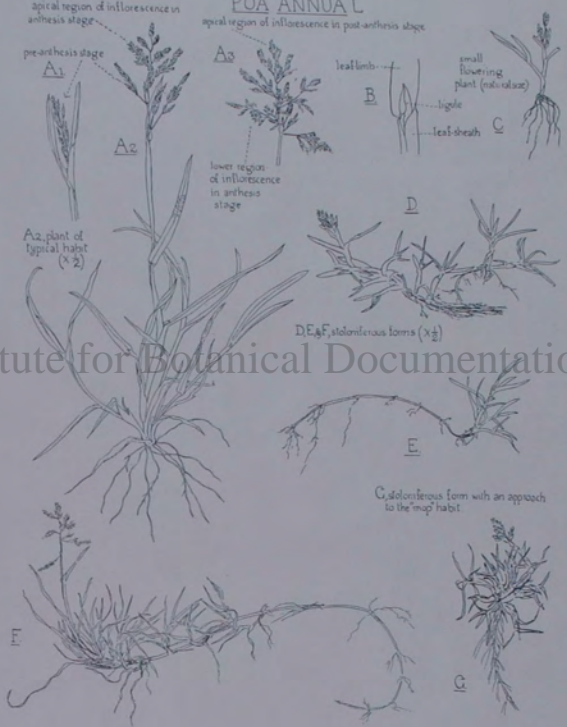 POA ANNUA L
apical region of inflorescence in
anthesis stage
pre-anthesis stage
A1
A2
A2, plant of
typical habit
(x ½)
apical region of inflorescence in post-anthesis stage
A3
lower region
of inflorescence
in anthesis
stage
leaf limb
B
ligule
leaf-sheath
small
flowering
plant (natural size)
C
D
D, E & F, stoloniferous forms (x ½)
tute for Botanical Documentatio
E
G, stoloniferous form with an approach
to the "mop" habit
F
G